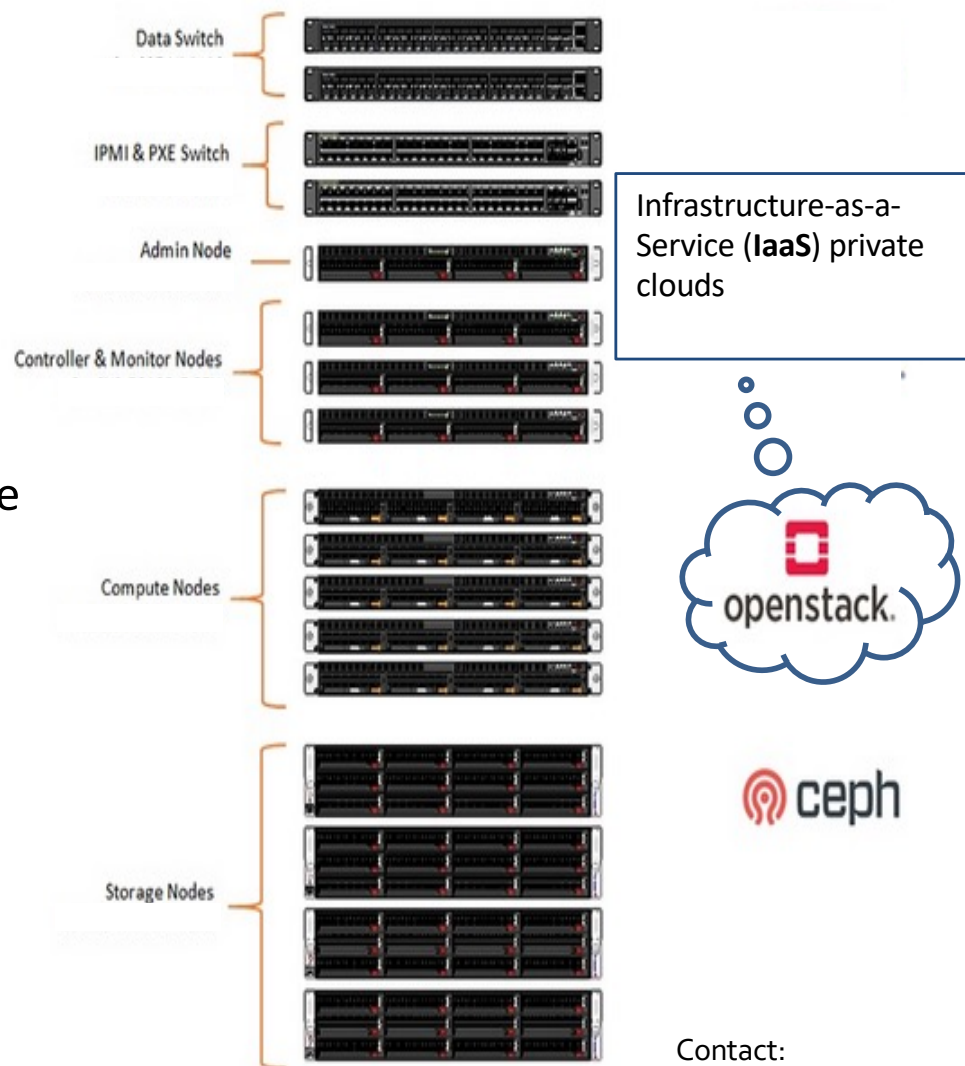 Data Switch
IPMI & PXE Switch
Admin Node
Controller & Monitor Nodes
Compute Nodes
Storage Nodes
e
Infrastructure-as-a-
Service (IaaS) private
clouds
openstack.
ceph
Contact: